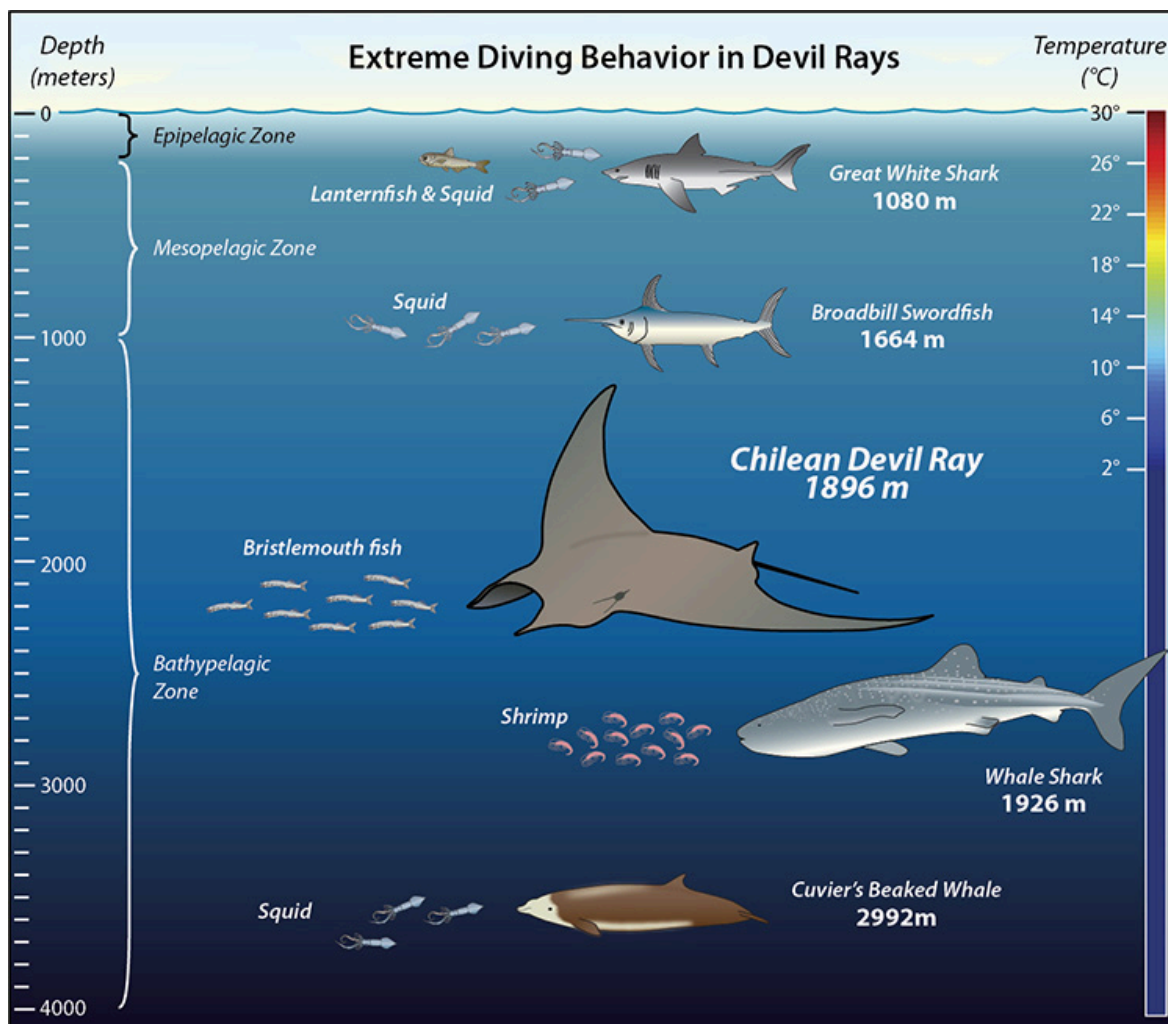 Depth
(meters)
Extreme Diving Behavior in Devil Rays
Temperature
(°C)
0
30°
Epipelagic Zone
26°
Great White Shark
1080 m
Lanternfish & Squid
22°
Mesopelagic Zone
18°
Squid
Broadbill Swordfish
1664 m
14°
1000
10°
6°
Chilean Devil Ray
1896 m
2°
Bristlemouth fish
2000
Bathypelagic
Zone
Shrimp
Whale Shark
1926 m
3000
Squid
Cuvier's Beaked Whale
2992m
4000